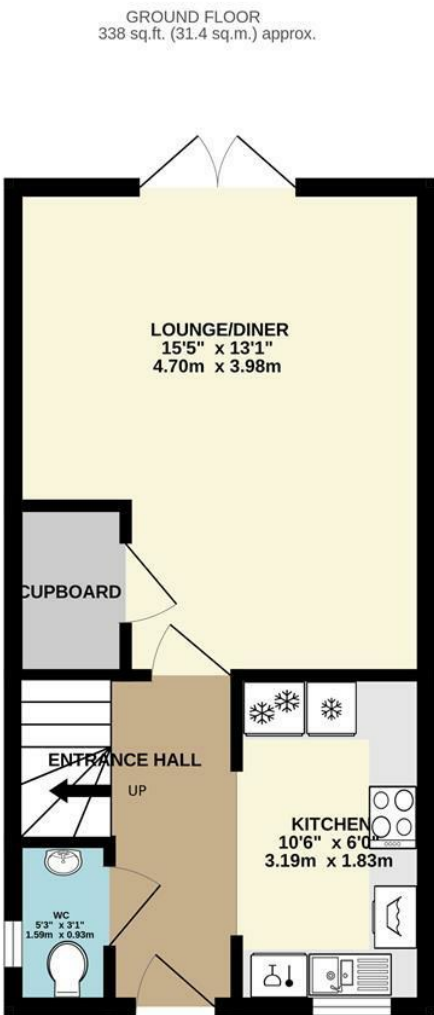 GROUND FLOOR
338 sq.ft. (31.4 sq.m.) approx.
LOUNGE/DINER
15'5" x 13'1"
4.70m x 3.98m
CUPBOARD
ENTRANCE HALL
UP
KITCHEN
10'6" x 6'0"
3.19m x 1.83m
WC
5'3" x 3'1"
1.59m x 0.93m